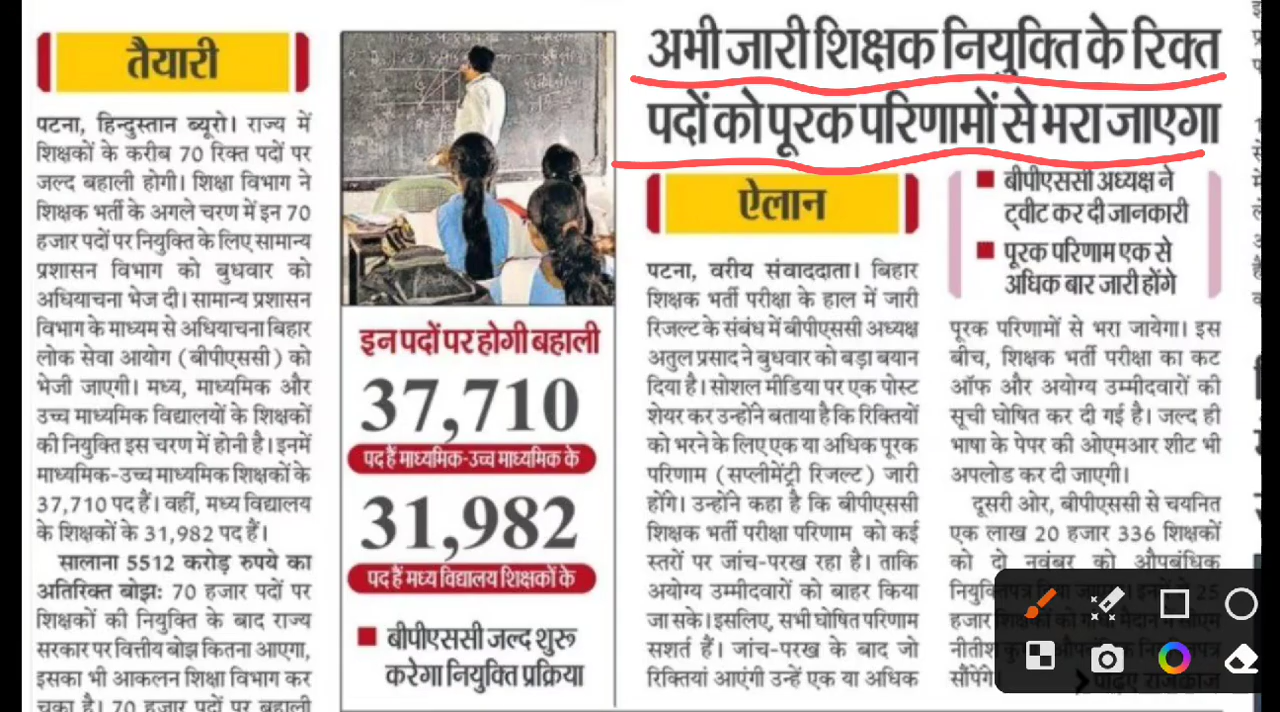 तैयारी
पटना, हिन्दुस्तान ब्यूरो। राज्य में
शिक्षकों के करीब 70 रिक्त पदों पर
जल्द बहाली होगी। शिक्षा विभाग ने
शिक्षक भर्ती के अगले चरण में इन 70
हजार पदों पर नियुक्ति के लिए सामान्य
प्रशासन विभाग को बुधवार को
अधियाचना भेज दी। सामान्य प्रशासन
विभाग के माध्यम से अधियाचना बिहार
लोक सेवा आयोग (बीपीएससी) को
भेजी जाएगी। मध्य, माध्यमिक और
उच्च माध्यमिक विद्यालयों के शिक्षकों
की नियुक्ति इस चरण में होनी है। इनमें
माध्यमिक-उच्च माध्यमिक शिक्षकों के
37,710 पद हैं। वहीं, मध्य विद्यालय
के शिक्षकों के 31,982 पद हैं।
सालाना 5512 करोड़ रुपये का
अतिरिक्त बोझ: 70 हजार पदों पर
शिक्षकों की नियुक्ति के बाद राज्य
सरकार पर वित्तीय बोझ कितना आएगा,
इसका भी आकलन शिक्षा विभाग कर
चुका है। 70 हजार पदों पर बहाली
इन पदों पर होगी बहाली
37,710
पद हैं माध्यमिक-उच्च माध्यमिक के
31,982
पद हैं मध्य विद्यालय शिक्षकों के
बीपीएससी जल्द शुरू
करेगा नियुक्ति प्रक्रिया
अभी जारी शिक्षक नियुक्ति के रिक्त
पदों को पूरक परिणामों से भरा जाएगा
ऐलान
पटना, वरीय संवाददाता। बिहार
शिक्षक भर्ती परीक्षा के हाल में जारी
रिजल्ट के संबंध में बीपीएससी अध्यक्ष
अतुल प्रसाद ने बुधवार को बड़ा बयान
दिया है। सोशल मीडिया पर एक पोस्ट
शेयर कर उन्होंने बताया है कि रिक्तियों
को भरने के लिए एक या अधिक पूरक
परिणाम (सप्लीमेंट्री रिजल्ट) जारी
होंगे। उन्होंने कहा है कि बीपीएससी
शिक्षक भर्ती परीक्षा परिणाम को कई
स्तरों पर जांच-परख रहा है। ताकि
अयोग्य उम्मीदवारों को बाहर किया
जा सके। इसलिए, सभी घोषित परिणाम
सशर्त हैं। जांच-परख के बाद जो
रिक्तियां आएंगी उन्हें एक या अधिक
बीपीएससी अध्यक्ष ने
ट्वीट कर दी जानकारी
पूरक परिणाम एक से
अधिक बार जारी होंगे
पूरक परिणामों से भरा जायेगा। इस
बीच, शिक्षक भर्ती परीक्षा का कट
ऑफ और अयोग्य उम्मीदवारों की
सूची घोषित कर दी गई है। जल्द ही
भाषा के पेपर की ओएमआर शीट भी
अपलोड कर दी जाएगी।
दूसरी ओर, बीपीएससी से चयनित
एक लाख 20 हजार 336 शिक्षकों
को दो नवंबर को औपबंधिक
25
हजार
नीतीश
सौंपेंगे